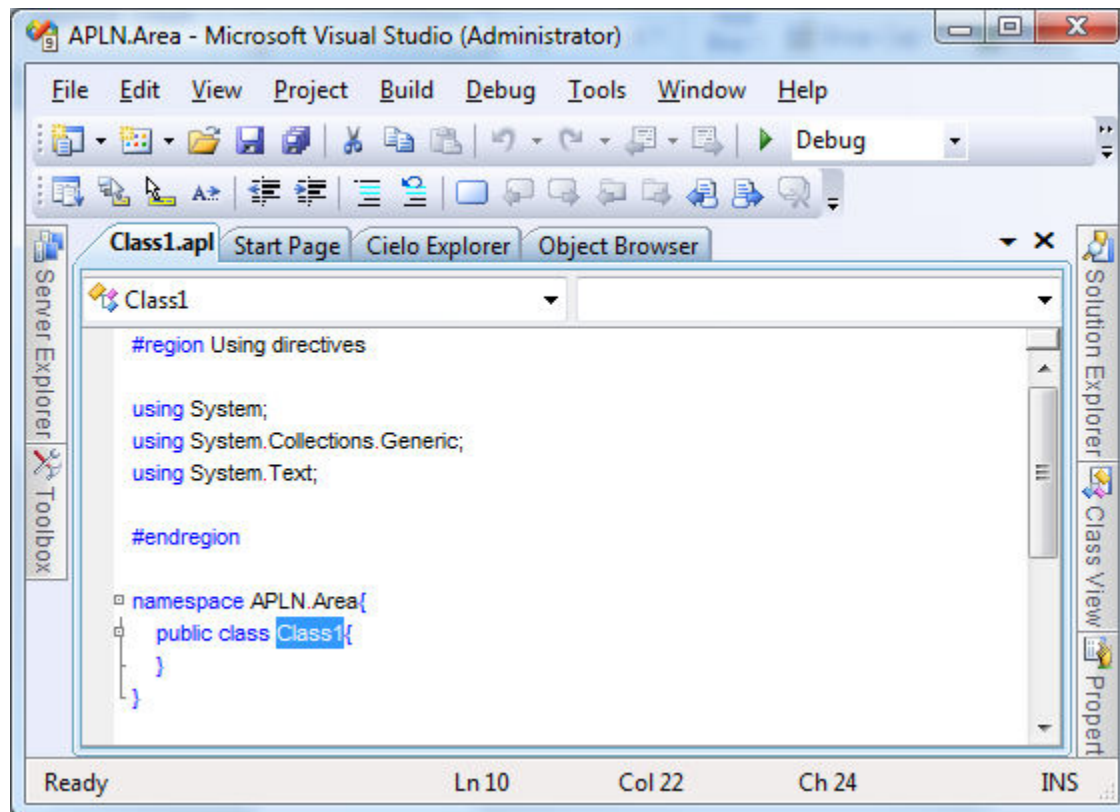 APLN.Area - Microsoft Visual Studio (Administrator)
File Edit View Project Build Debug Tools Window Help
Debug
Class1.apl Start Page Cielo Explorer Object Browser
Server Explorer
Toolbox
Class1
#region Using directives
using System;
using System.Collections.Generic;
using System.Text;
#endregion
namespace APLN.Area{
public class Class1{
}
}
Solution Explorer
Class View
Propert
Ready Ln 10 Col 22 Ch 24 INS